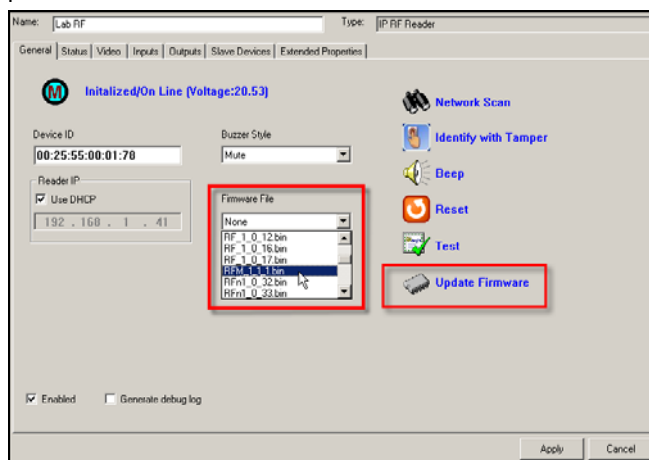 Name: Lab RF Type: IP RF Reader
General Status Video Inputs Outputs Slave Devices Extended Properties
M
Initalized/On Line (Voltage:20.53)
Network Scan
Device ID
Buzzer Style
Identify with Tamper
00:25:55:00:01:78
Mute
Beep
Reader IP
Use DHCP
192 . 168 . 1 . 41
Firmware File
None
RF_1_0_12.bin
RF_1_0_16.bin
RF_1_0_17.bin
RFM_1_1_1.bin
RFn1_0_32.bin
RFn1_0_33.bin
Reset
Test
Update Firmware
Enabled Generate debug log
Apply Cancel